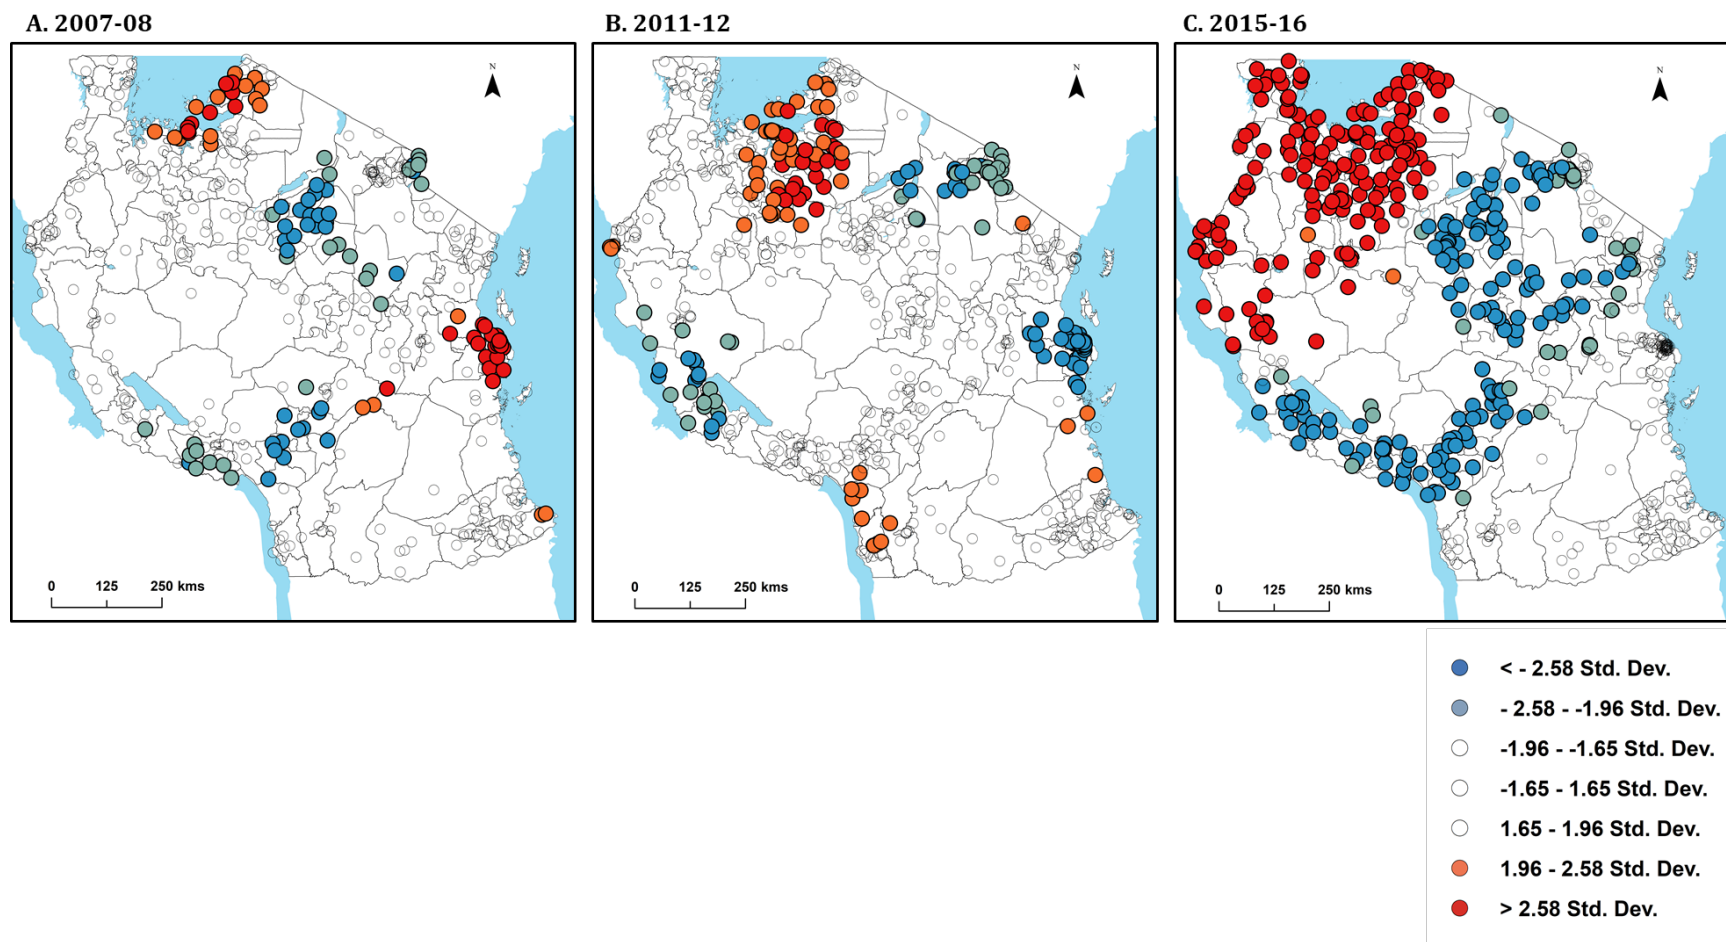 A. 2007-08
B. 2011-12
C. 2015-16
N
N
N
0 125 250 kms
0 125 250 kms
0 125 250 kms
< - 2.58 Std. Dev.
- 2.58 - -1.96 Std. Dev.
-1.96 - -1.65 Std. Dev.
-1.65 - 1.65 Std. Dev.
1.65 - 1.96 Std. Dev.
1.96 - 2.58 Std. Dev.
> 2.58 Std. Dev.